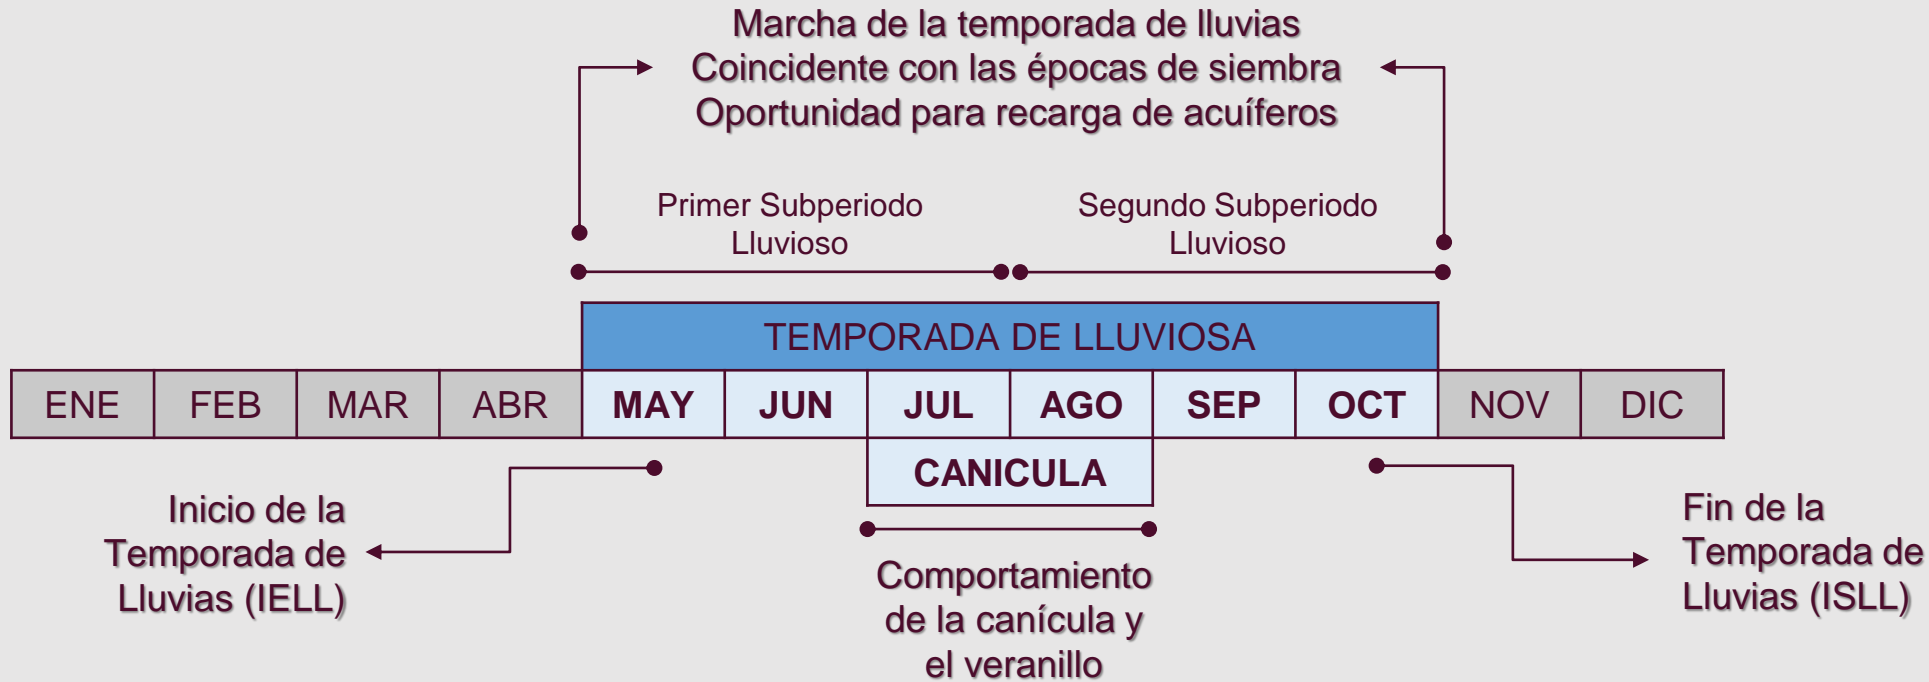 Marcha de la temporada de lluvias
Coincidente con las épocas de siembra
Oportunidad para recarga de acuíferos
Primer Subperiodo
Lluvioso
Segundo Subperiodo
Lluvioso
TEMPORADA DE LLUVIOSA
ENE FEB MAR ABR MAY JUN JUL AGO SEP OCT NOV DIC
CANICULA
Inicio de la
Temporada de
Lluvias (IELL)
Comportamiento
de la canícula y
el veranillo
Fin de la
Temporada de
Lluvias (ISLL)